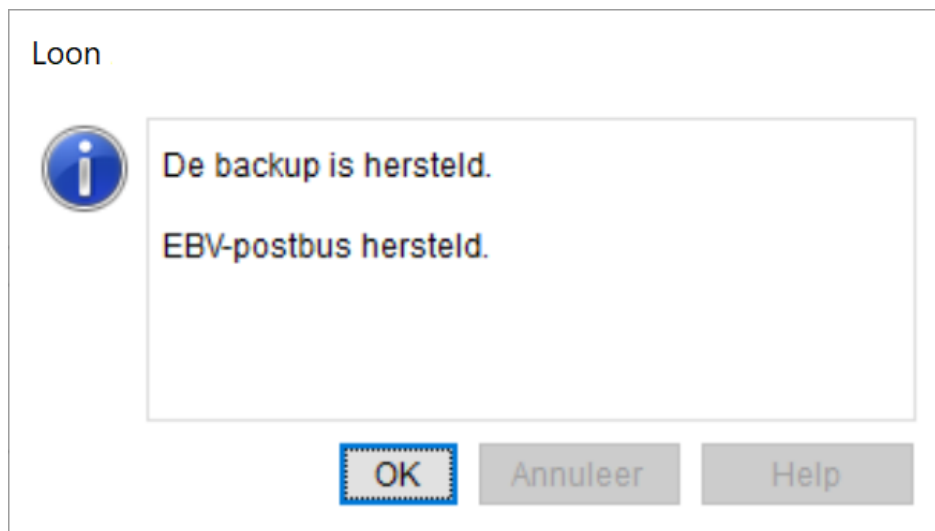 Loon
De backup is hersteld.
EBV-postbus hersteld.
OK
Annuleer
Help